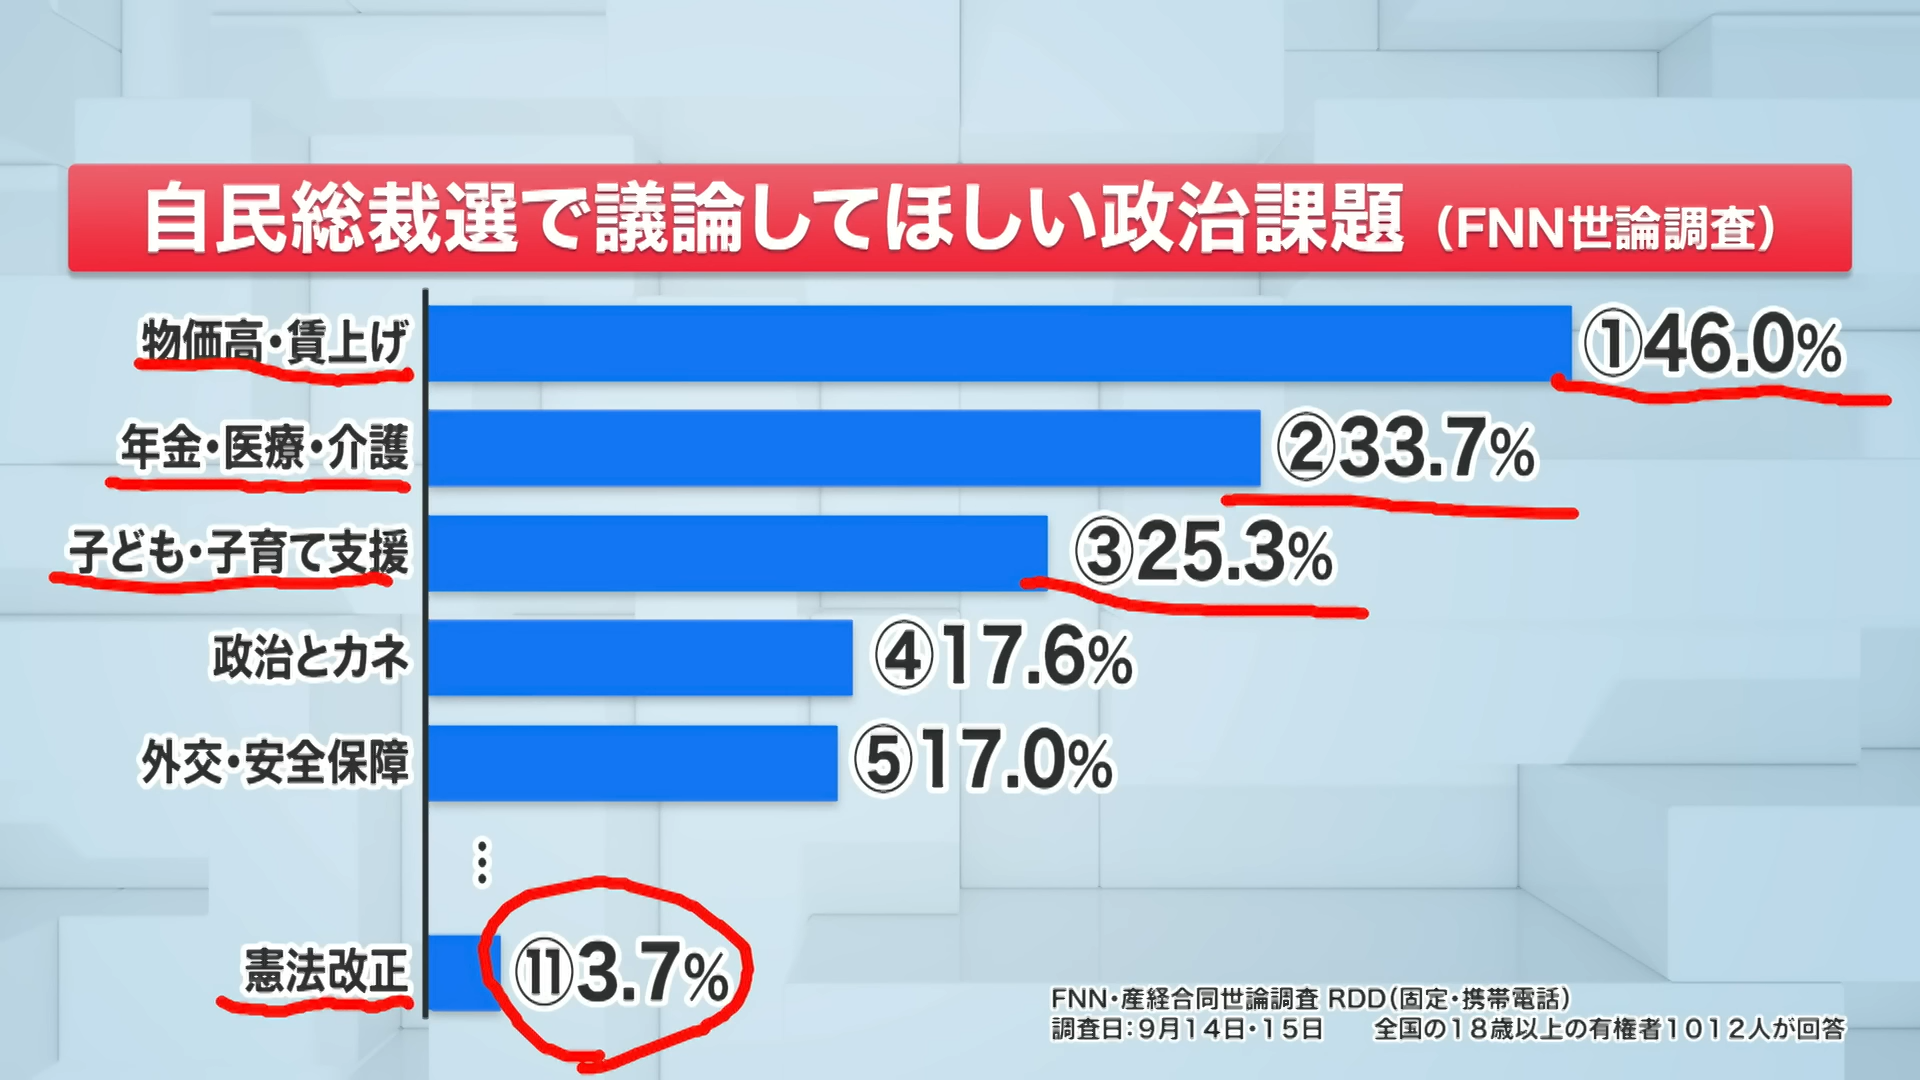 自民総裁選で議論してほしい政治課題（FNN世論調査）
物価高・賃上げ ①46.0%
年金・医療・介護 ②33.7%
子ども・子育て支援 ③25.3%
政治とカネ ④17.6%
外交・安全保障 ⑤17.0%
⋮
憲法改正 ⑪3.7%
FNN・産経合同世論調査 RDD（固定・携帯電話）
調査日：9月14日・15日 全国の18歳以上の有権者1012人が回答